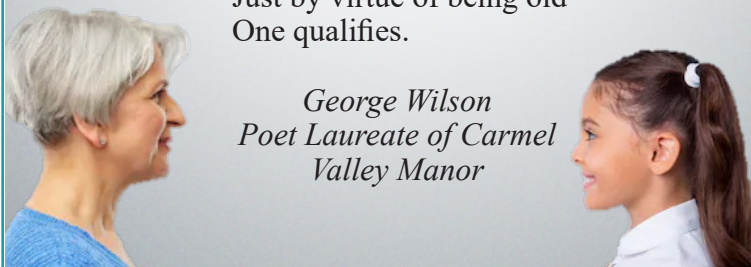 Just by virtue of being old
One qualifies.
George Wilson
Poet Laureate of Carmel
Valley Manor